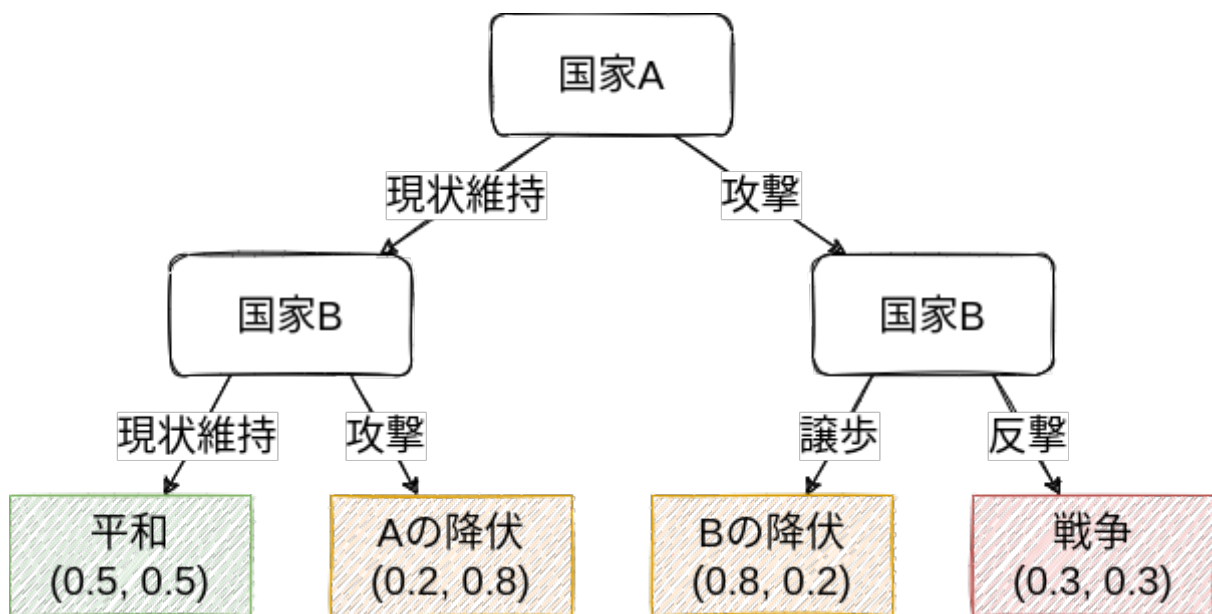 国家A
現状維持
攻撃
国家B
国家B
現状維持
攻撃
譲歩
反撃
平和
(0.5, 0.5)
Aの降伏
(0.2, 0.8)
Bの降伏
(0.8, 0.2)
戦争
(0.3, 0.3)